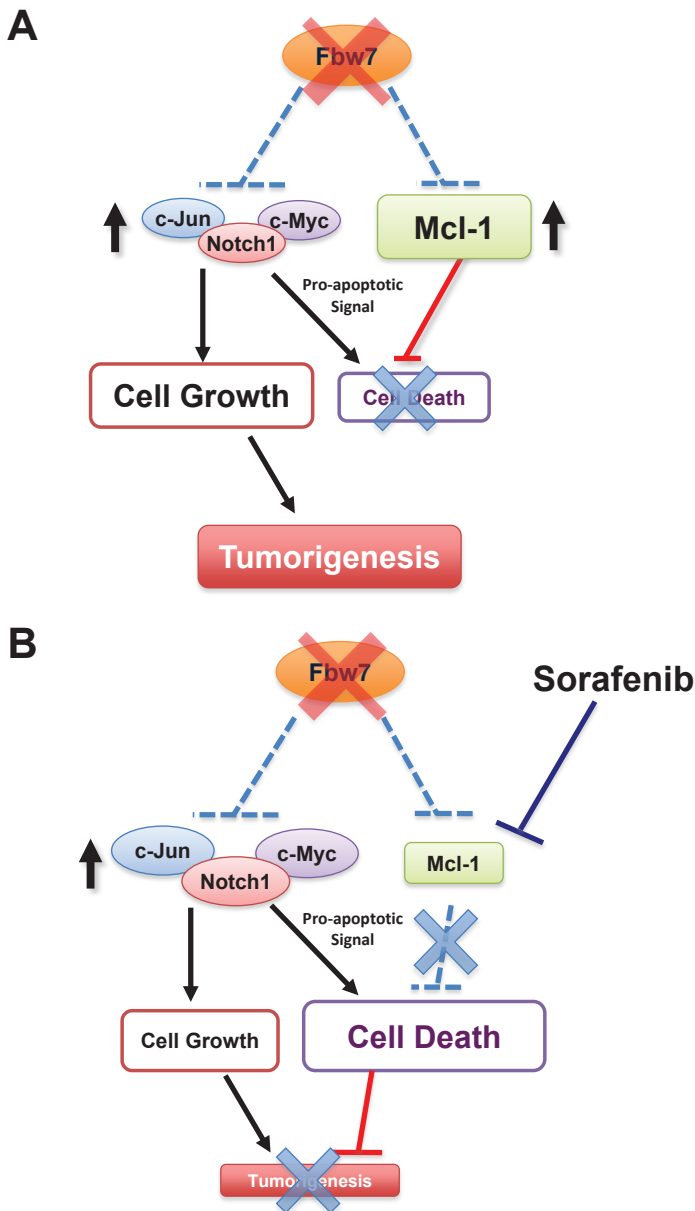 A
Fbw7
c-Jun
c-Myc
Notch1
Mcl-1
Pro-apoptotic
Signal
Cell Growth
Cell Death
Tumorigenesis
B
Fbw7
Sorafenib
c-Jun
c-Myc
Notch1
Mcl-1
Pro-apoptotic
Signal
Cell Growth
Cell Death
Tumorigenesis